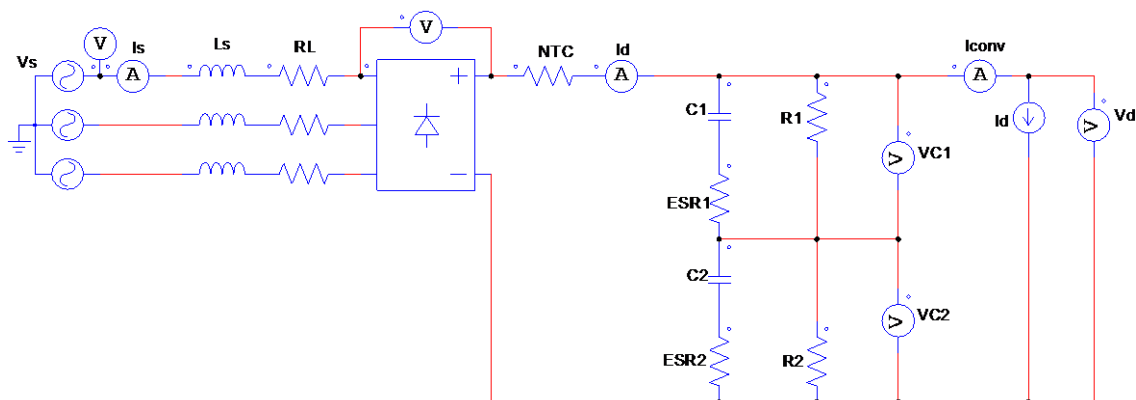 V
Is
Ls
RL
V
NTC
Id
Iconv
Vs
A
A
A
C1
R1
Id
Vd
V
V
VC1
ESR1
C2
V
VC2
ESR2
R2